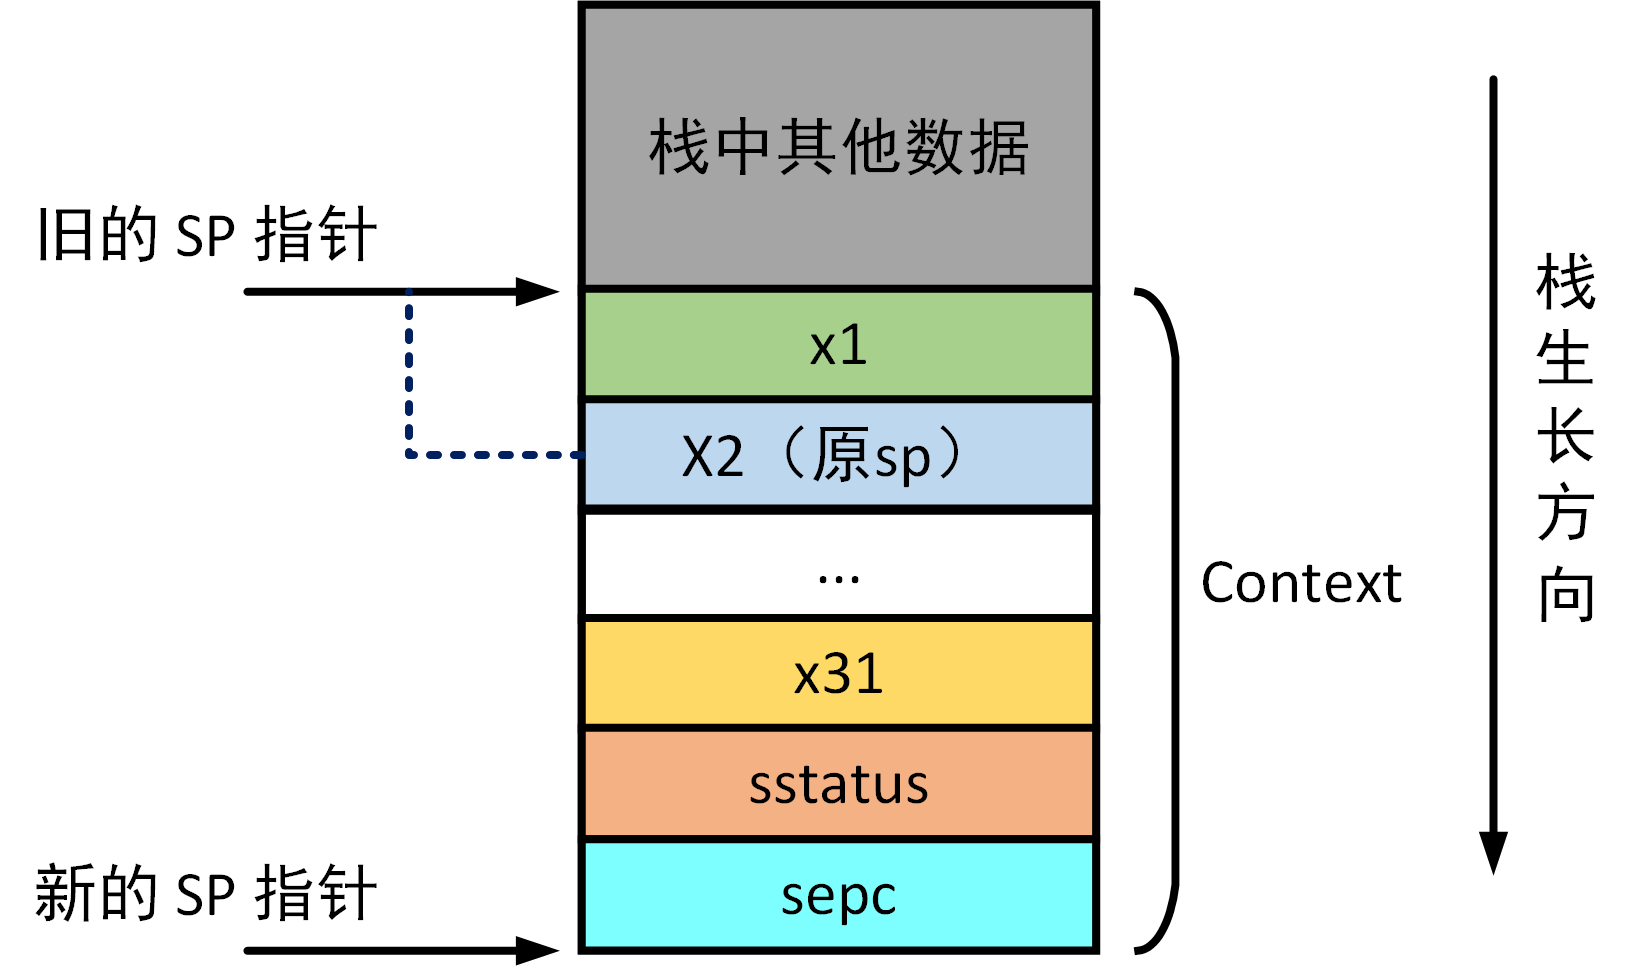 栈中其他数据
旧的 SP 指针
x1
X2（原sp）
...
x31
sstatus
新的 SP 指针
sepc
Context
栈生长方向